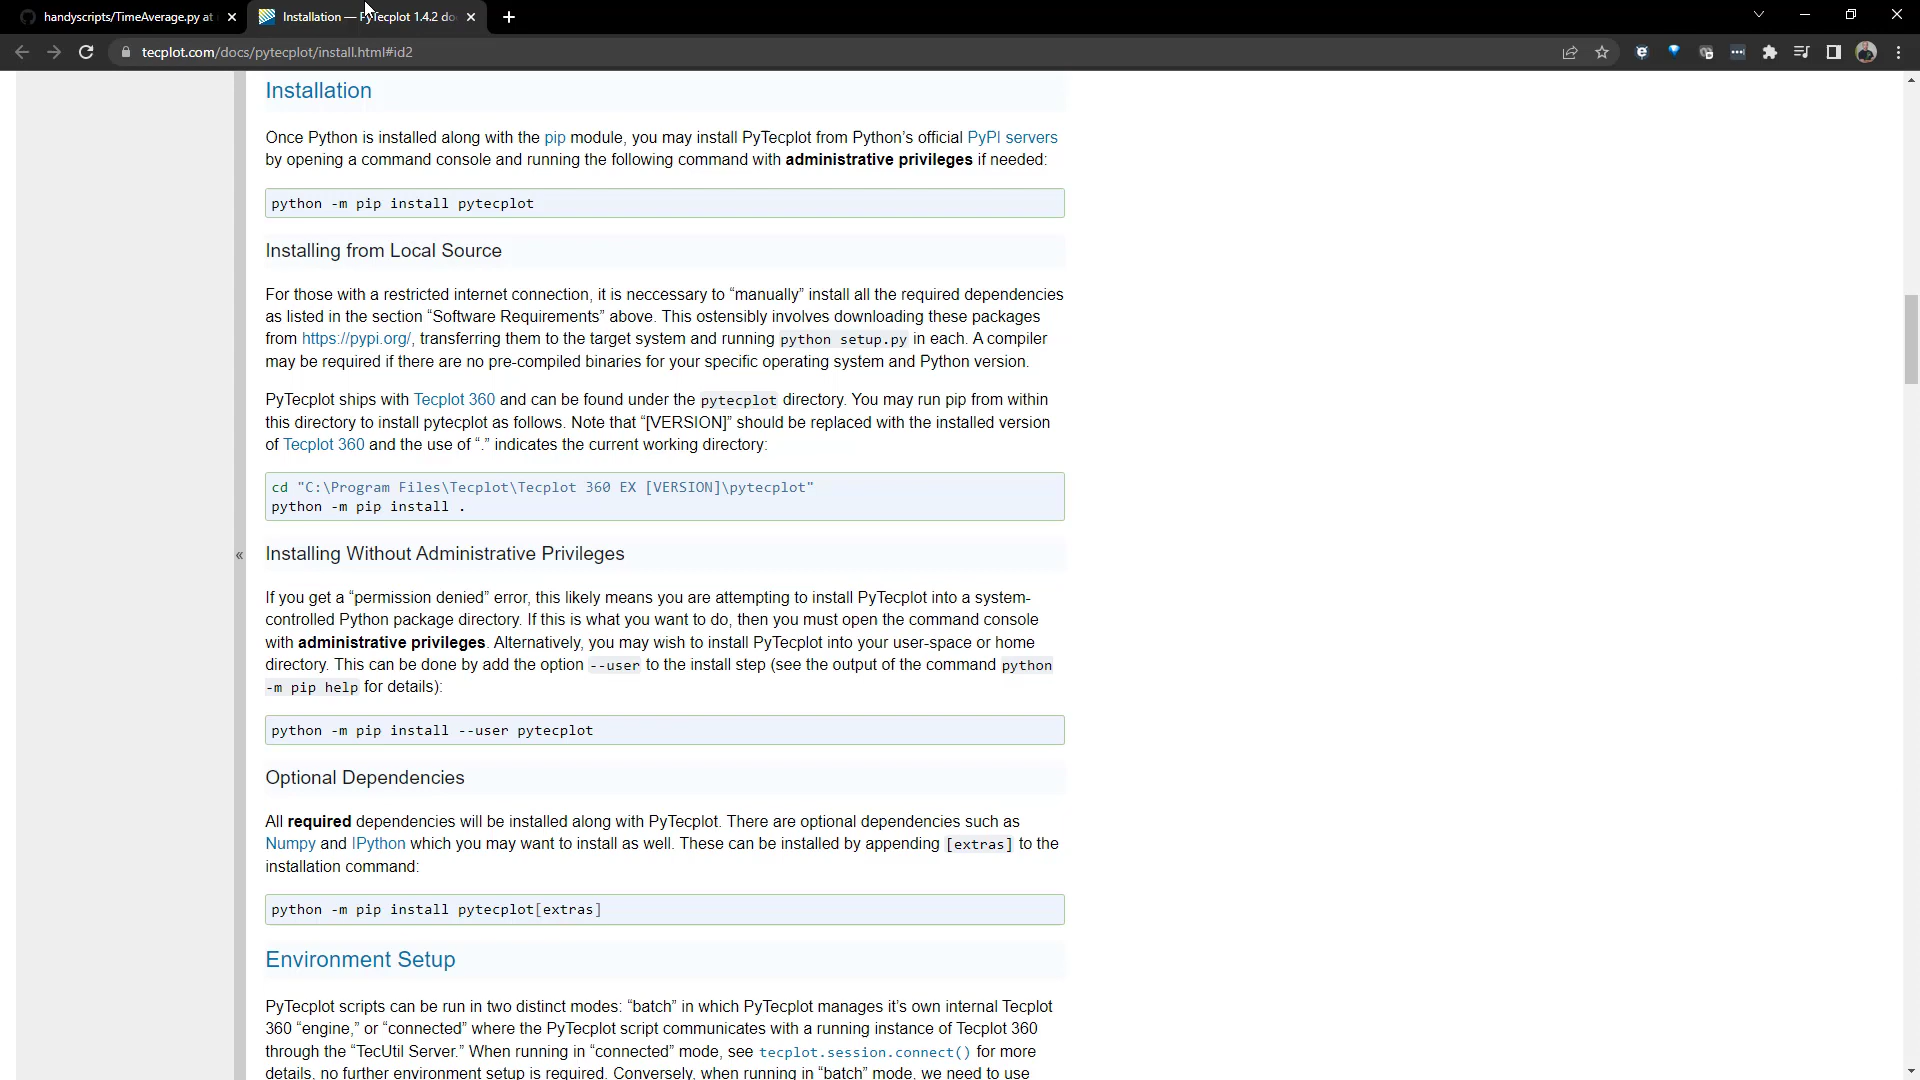 handyscripts/TimeAverage.py at
Installation — PyTecplot 1.4.2 do
tecplot.com/docs/pytecplot/install.html#id2
Installation
Once Python is installed along with the pip module, you may install PyTecplot from Python’s official PyPI servers
by opening a command console and running the following command with administrative privileges if needed:
python -m pip install pytecplot
Installing from Local Source
For those with a restricted internet connection, it is neccessary to “manually” install all the required dependencies
as listed in the section “Software Requirements” above. This ostensibly involves downloading these packages
from https://pypi.org/, transferring them to the target system and running python setup.py in each. A compiler
may be required if there are no pre-compiled binaries for your specific operating system and Python version.
PyTecplot ships with Tecplot 360 and can be found under the pytecplot directory. You may run pip from within
this directory to install pytecplot as follows. Note that “[VERSION]” should be replaced with the installed version
of Tecplot 360 and the use of “.” indicates the current working directory:
cd "C:\Program Files\Tecplot\Tecplot 360 EX [VERSION]\pytecplot"
python -m pip install .
«
Installing Without Administrative Privileges
If you get a “permission denied” error, this likely means you are attempting to install PyTecplot into a system-
controlled Python package directory. If this is what you want to do, then you must open the command console
with administrative privileges. Alternatively, you may wish to install PyTecplot into your user-space or home
directory. This can be done by add the option --user to the install step (see the output of the command python
-m pip help for details):
python -m pip install --user pytecplot
Optional Dependencies
All required dependencies will be installed along with PyTecplot. There are optional dependencies such as
Numpy and IPython which you may want to install as well. These can be installed by appending [extras] to the
installation command:
python -m pip install pytecplot[extras]
Environment Setup
PyTecplot scripts can be run in two distinct modes: “batch” in which PyTecplot manages it’s own internal Tecplot
360 “engine,” or “connected” where the PyTecplot script communicates with a running instance of Tecplot 360
through the “TecUtil Server.” When running in “connected” mode, see tecplot.session.connect() for more
details, no further environment setup is required. Conversely, when running in “batch” mode, we need to use